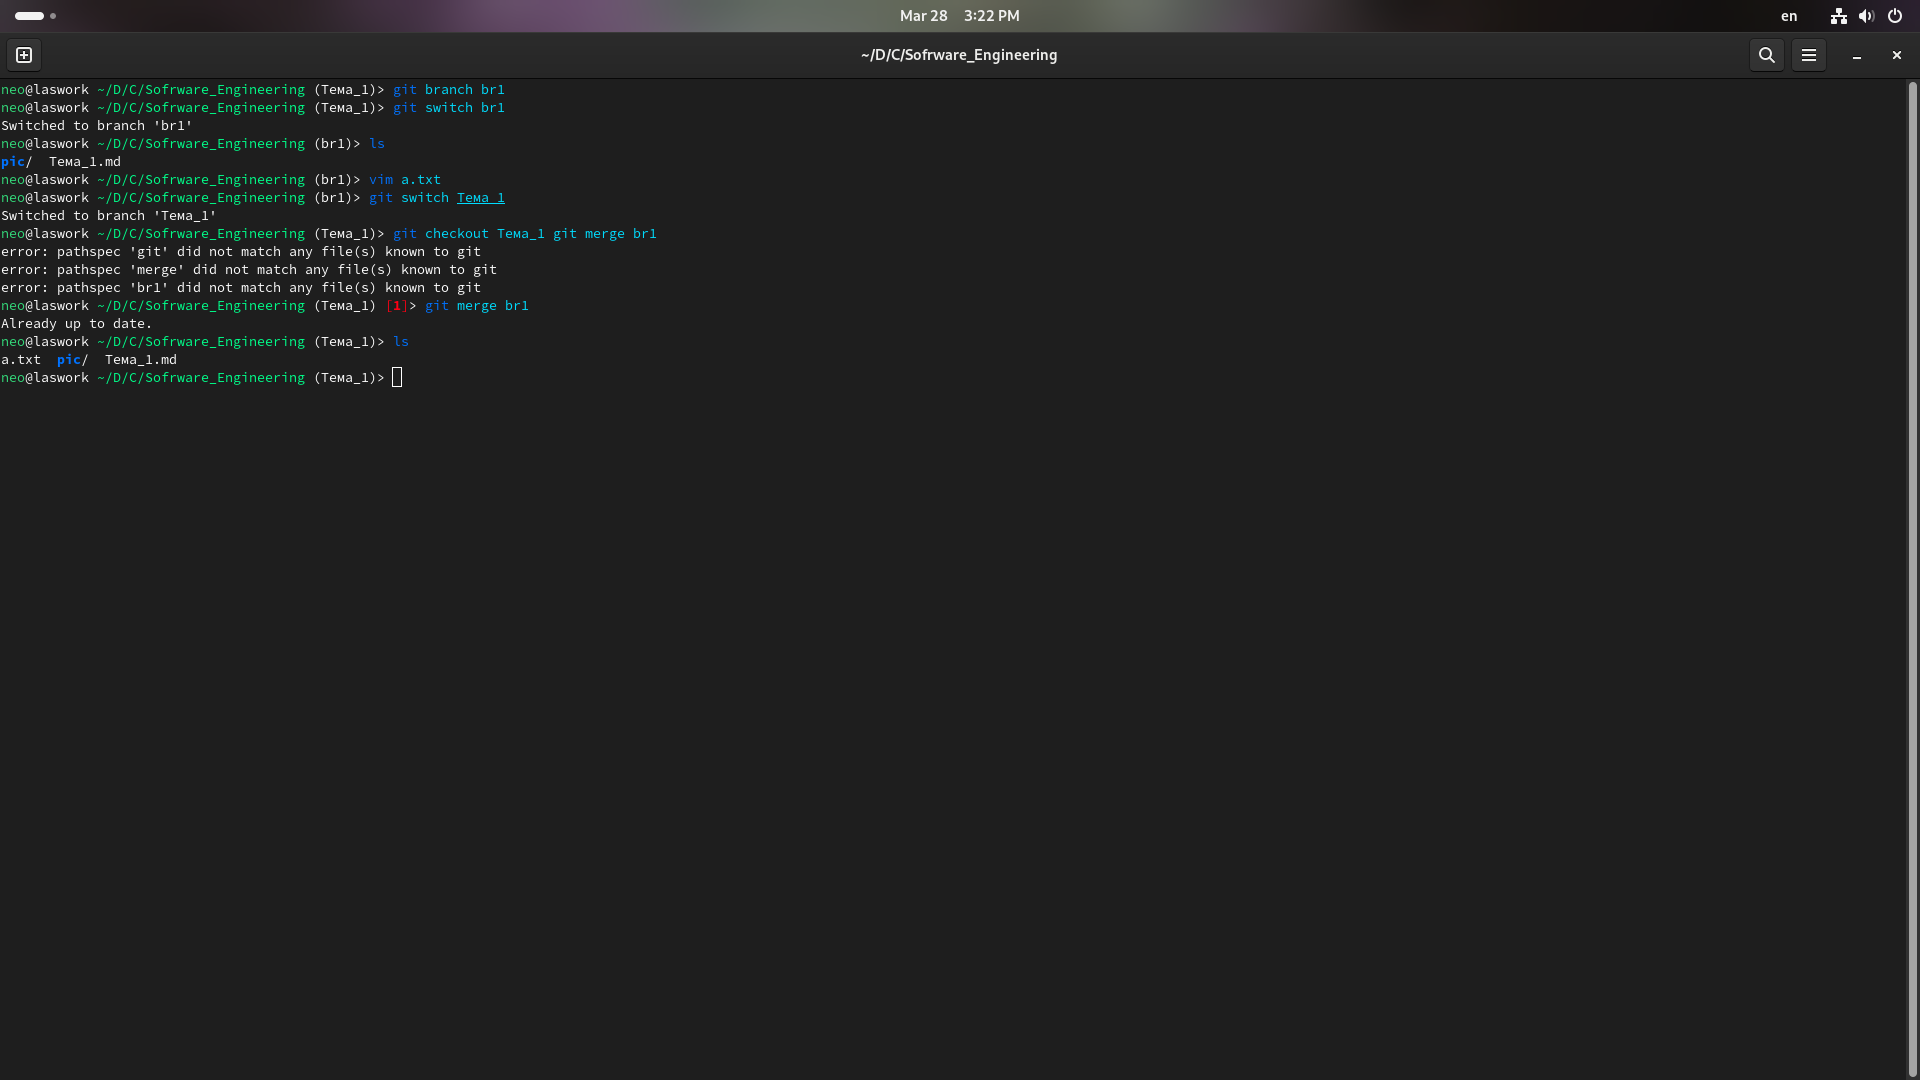 Mar 28 3:22 PM
en
~/D/C/Sofrware_Engineering
neo@laswork ~/D/C/Sofrware_Engineering (Тема_1)> git branch br1
neo@laswork ~/D/C/Sofrware_Engineering (Тема_1)> git switch br1
Switched to branch 'br1'
neo@laswork ~/D/C/Sofrware_Engineering (br1)> ls
pic/  Тема_1.md
neo@laswork ~/D/C/Sofrware_Engineering (br1)> vim a.txt
neo@laswork ~/D/C/Sofrware_Engineering (br1)> git switch Тема_1
Switched to branch 'Тема_1'
neo@laswork ~/D/C/Sofrware_Engineering (Тема_1)> git checkout Тема_1 git merge br1
error: pathspec 'git' did not match any file(s) known to git
error: pathspec 'merge' did not match any file(s) known to git
error: pathspec 'br1' did not match any file(s) known to git
neo@laswork ~/D/C/Sofrware_Engineering (Тема_1) [1]> git merge br1
Already up to date.
neo@laswork ~/D/C/Sofrware_Engineering (Тема_1)> ls
a.txt  pic/  Тема_1.md
neo@laswork ~/D/C/Sofrware_Engineering (Тема_1)>